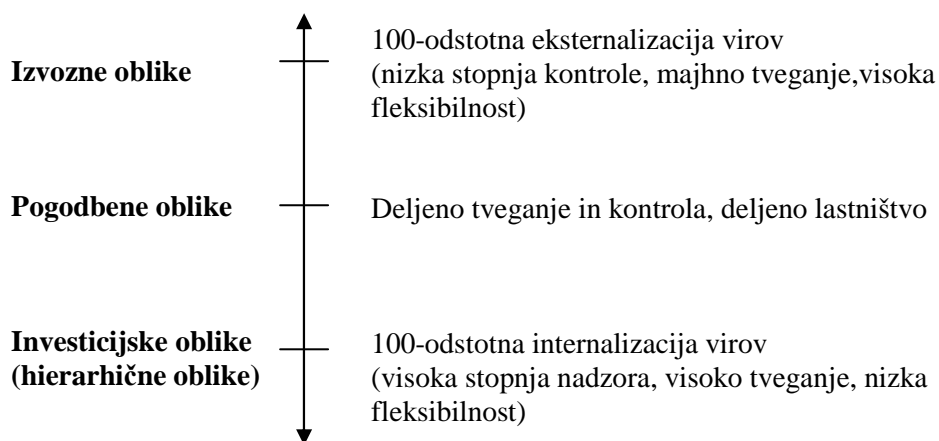 Izvozne oblike
100-odstotna eksternalizacija virov
(nizka stopnja kontrole, majhno tveganje,visoka
fleksibilnost)
Pogodbene oblike
Deljeno tveganje in kontrola, deljeno lastništvo
Investicijske oblike
(hierarhične oblike)
100-odstotna internalizacija virov
(visoka stopnja nadzora, visoko tveganje, nizka
fleksibilnost)